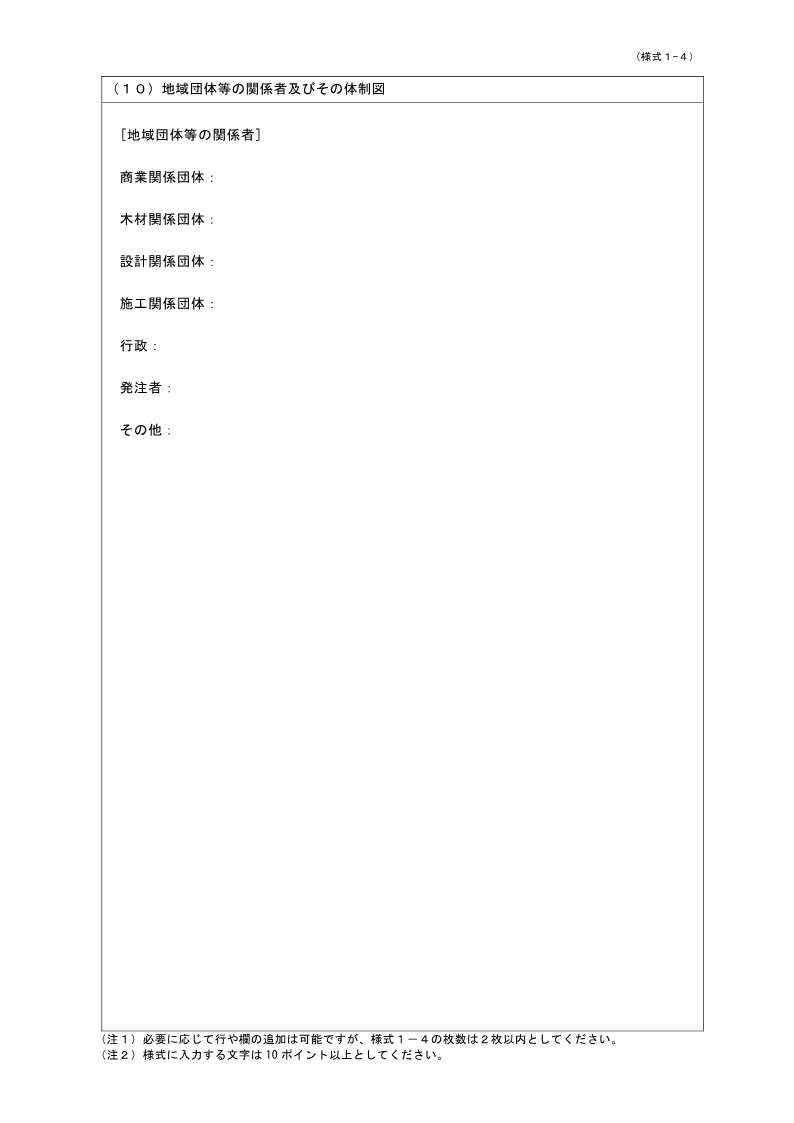 （様式１-４）
（１０）地域団体等の関係者及びその体制図
［地域団体等の関係者］
商業関係団体：
木材関係団体：
設計関係団体：
施工関係団体：
行政：
発注者：
その他：
（注１）必要に応じて行や欄の追加は可能ですが、様式１－４の枚数は２枚以内としてください。
（注２）様式に入力する文字は 10 ポイント以上としてください。